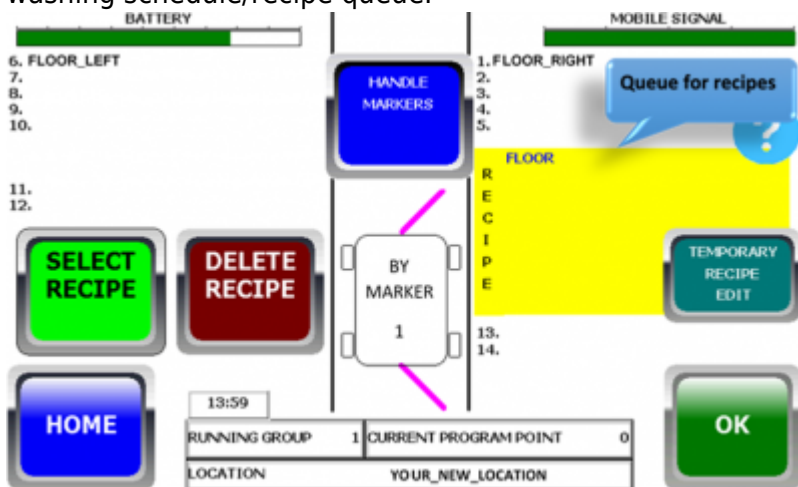 washing schedule/recipe queue.
BATTERY
MOBILE SIGNAL
6. FLOOR_LEFT
7.
8.
9.
10.
11.
12.
HANDLE
MARKERS
1. FLOOR_RIGHT
2.
3.
4.
5.
Queue for recipes
?
FLOOR
RECIPE
TEMPORARY
RECIPE
EDIT
13.
14.
SELECT
RECIPE
DELETE
RECIPE
BY
MARKER
1
HOME
13:59
RUNNING GROUP 1
CURRENT PROGRAM POINT 0
LOCATION YOUR_NEW_LOCATION
OK